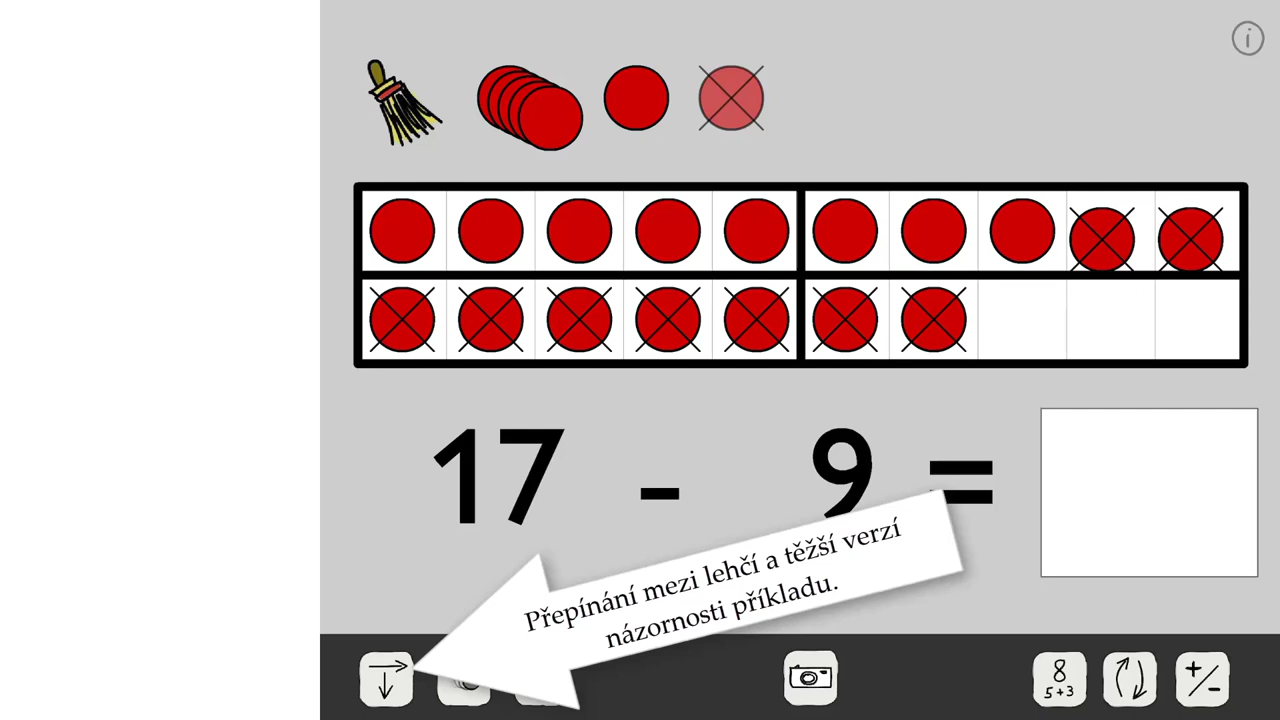 i
17 - 9 =
Přepínání mezi lehčí a těžší verzí
názornosti příkladu.
8
5+3
+/-